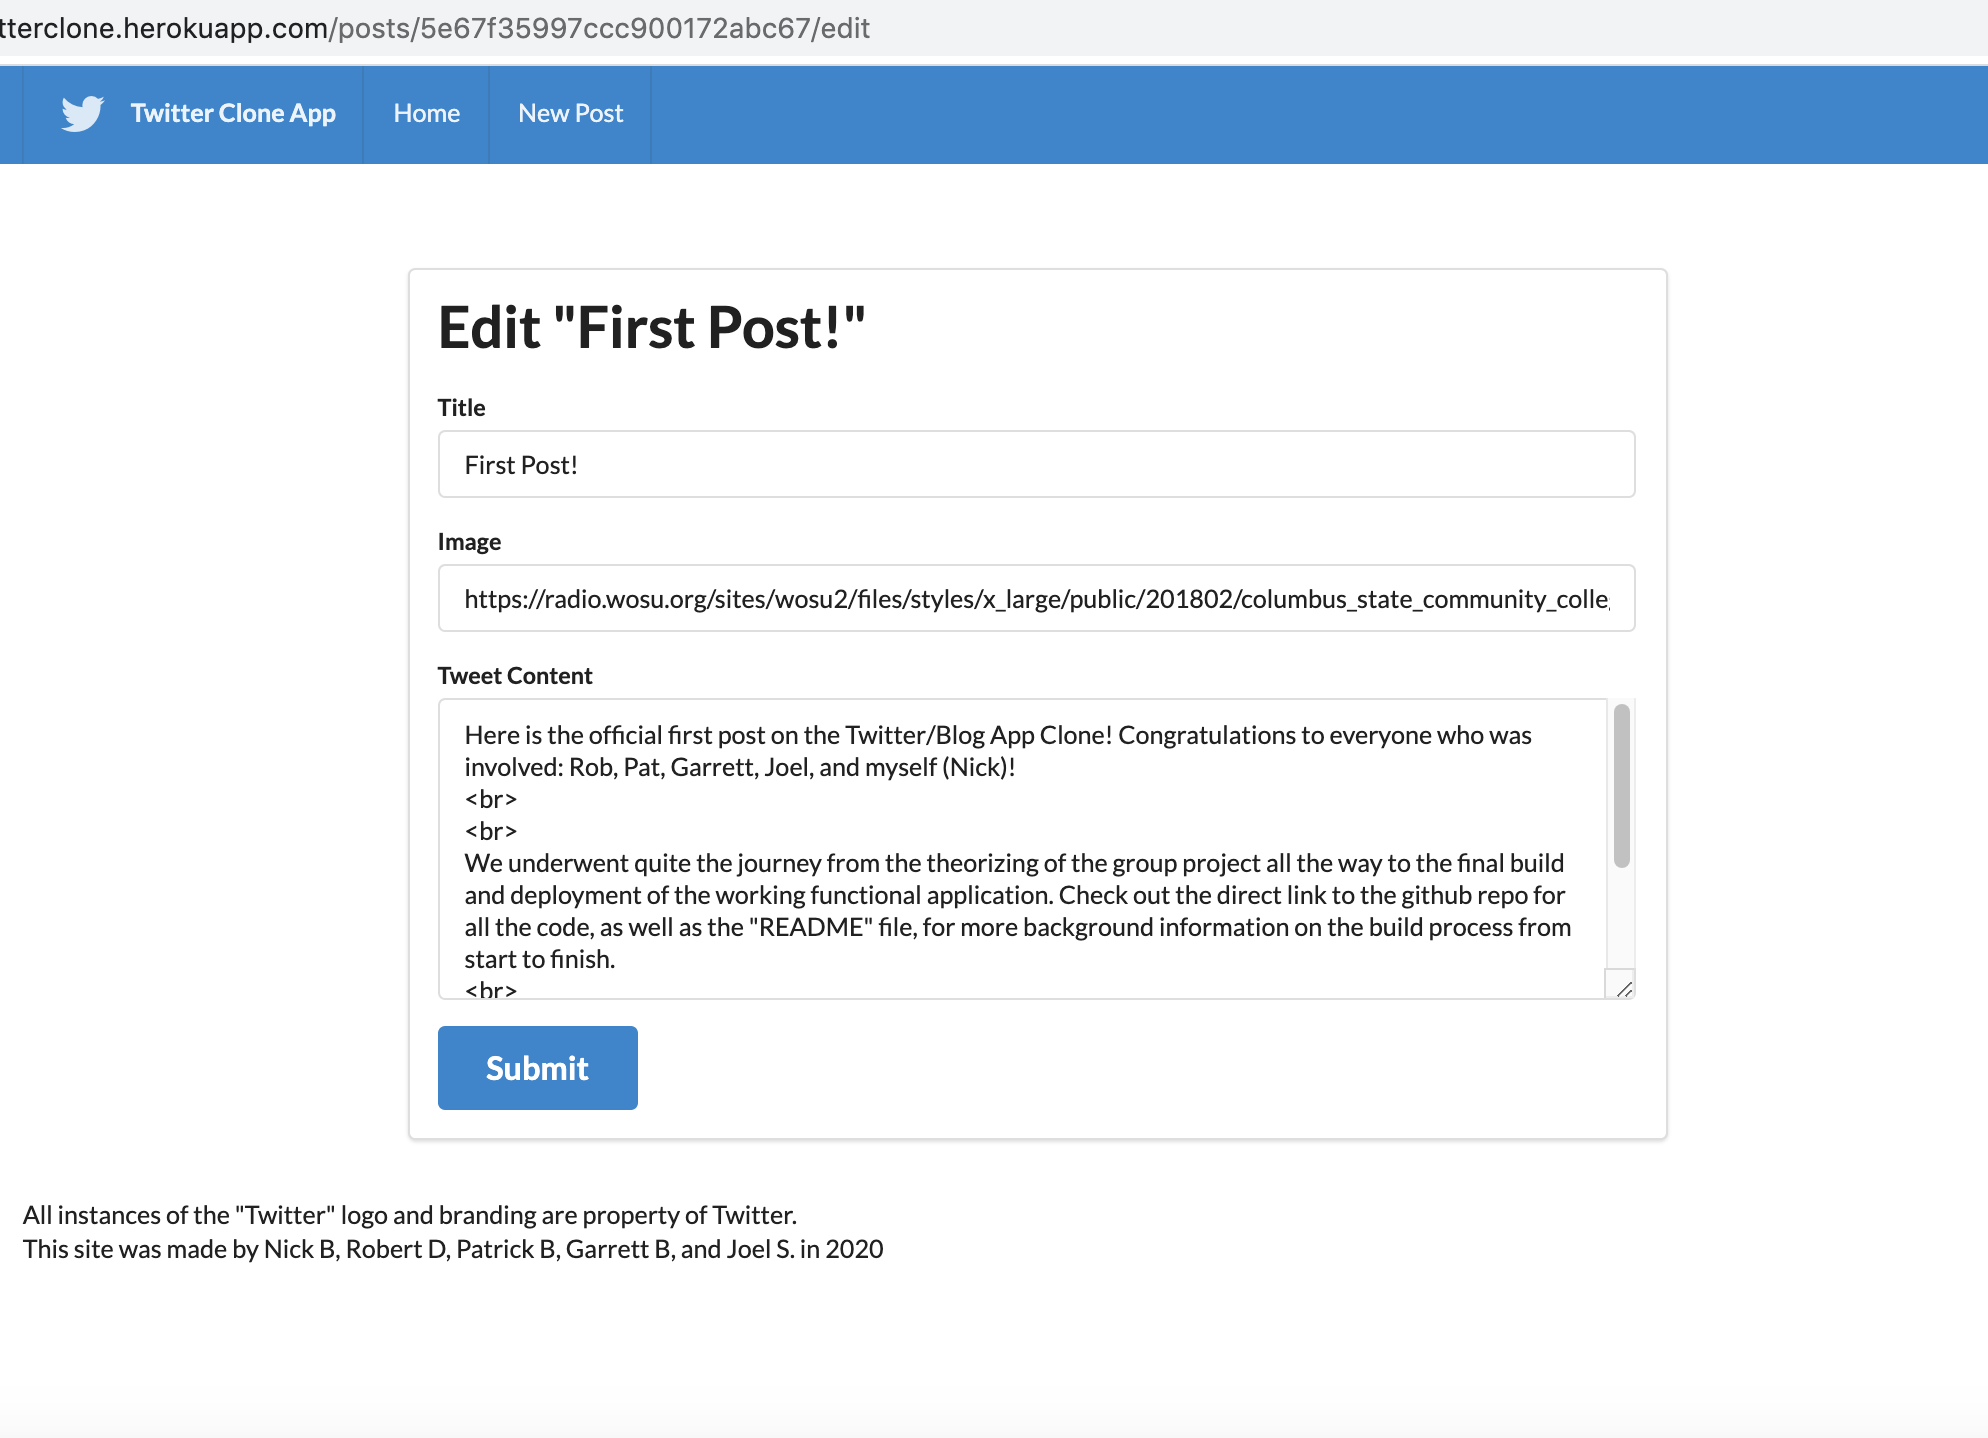 tterclone.herokuapp.com/posts/5e67f35997ccc900172abc67/edit
Twitter Clone App Home New Post
Edit "First Post!"
Title
First Post!
Image
https://radio.wosu.org/sites/wosu2/files/styles/x_large/public/201802/columbus_state_community_colle
Tweet Content
Here is the official first post on the Twitter/Blog App Clone! Congratulations to everyone who was
involved: Rob, Pat, Garrett, Joel, and myself (Nick)!
<br>
<br>
We underwent quite the journey from the theorizing of the group project all the way to the final build
and deployment of the working functional application. Check out the direct link to the github repo for
all the code, as well as the "README" file, for more background information on the build process from
start to finish.
<br>
Submit
All instances of the "Twitter" logo and branding are property of Twitter.
This site was made by Nick B, Robert D, Patrick B, Garrett B, and Joel S. in 2020